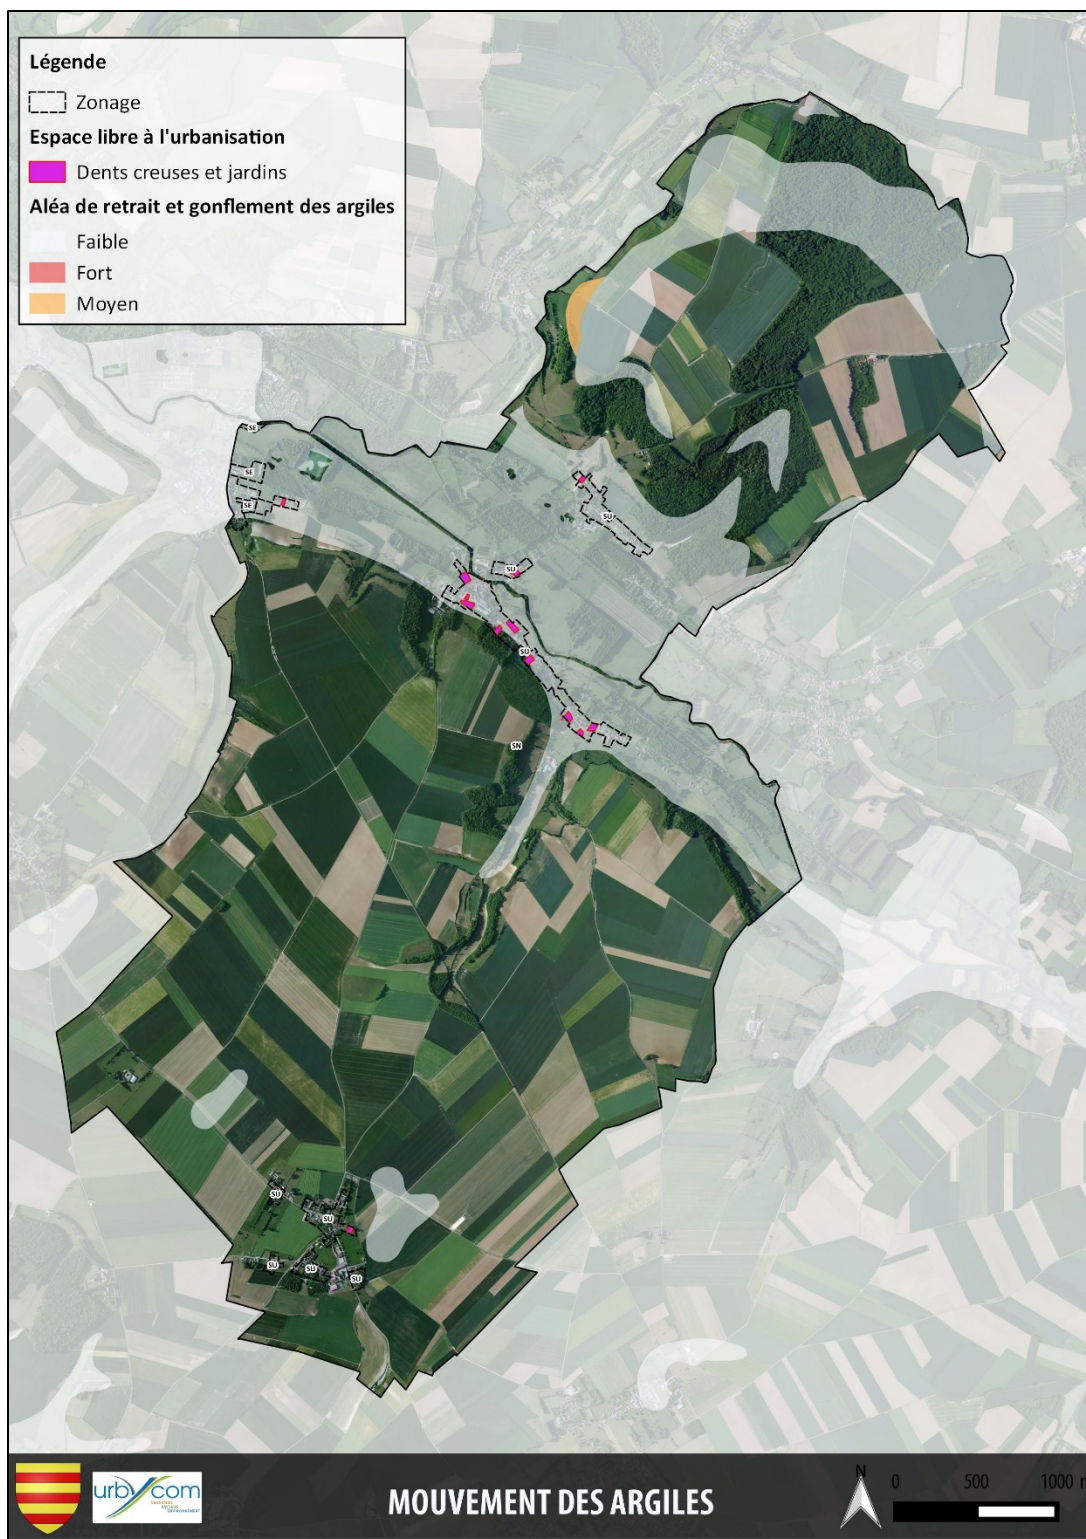 Légende
Zonage
Espace libre à l'urbanisation
Dents creuses et jardins
Aléa de retrait et gonflement des argiles
Faible
Fort
Moyen
SE
SE
SE
SU
SU
SU
SN
SU
SU
SU
SU
SU
urbycom
MOUVEMENT DES ARGILES
N
0 500 1000 m